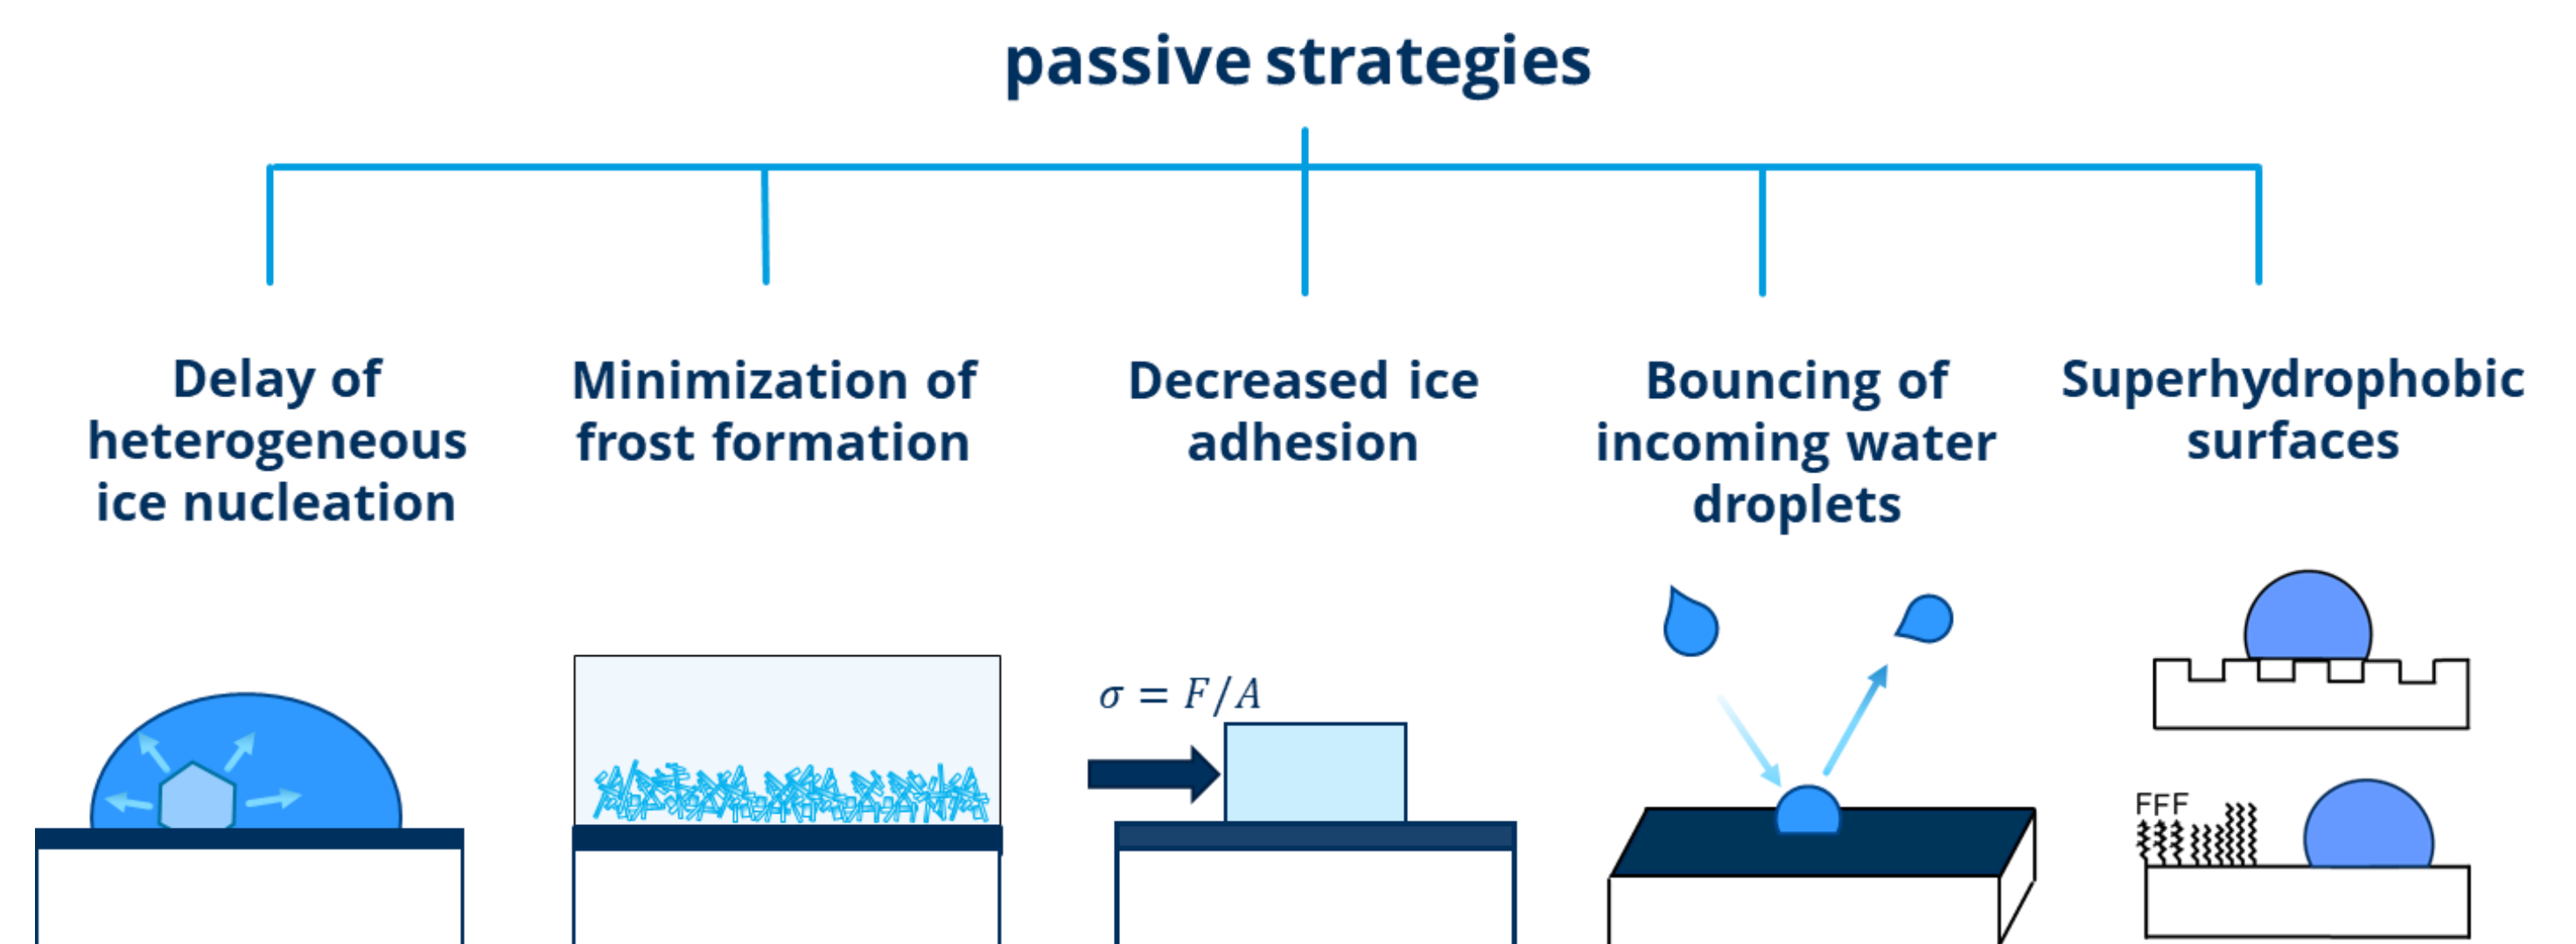 passive strategies
Delay of
heterogeneous
ice nucleation
Minimization of
frost formation
Decreased ice
adhesion
Bouncing of
incoming water
droplets
Superhydrophobic
surfaces
σ = F/A
FFF